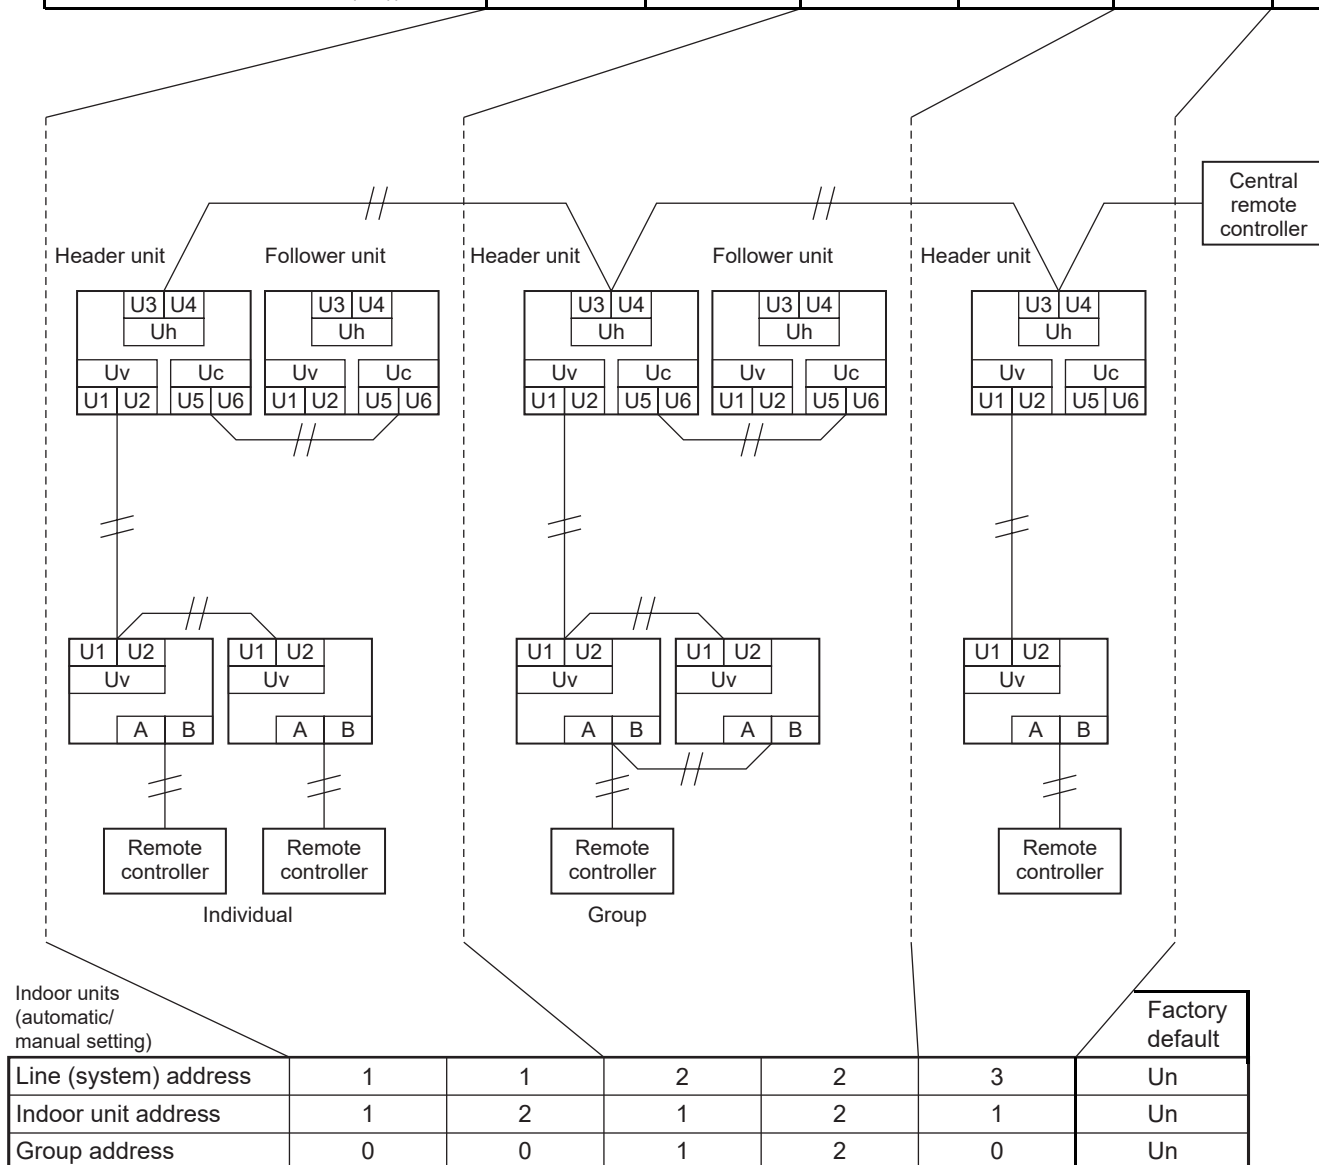 Central
remote
controller
Header unit Follower unit Header unit Follower unit Header unit
U3 U4 U3 U4 U3 U4 U3 U4 U3 U4
Uh Uh Uh Uh Uh
Uv Uc Uv Uc Uv Uc Uv Uc Uv Uc
U1 U2 U5 U6 U1 U2 U5 U6 U1 U2 U5 U6 U1 U2 U5 U6 U1 U2 U5 U6
U1 U2 U1 U2 U1 U2 U1 U2 U1 U2
Uv Uv Uv Uv Uv
A B A B A B A B A B
Remote Remote Remote Remote
controller controller controller controller
Individual Group
Indoor units
(automatic/
manual setting)
Factory
default
Line (system) address 1 1 2 2 3 Un
Indoor unit address 1 2 1 2 1 Un
Group address 0 0 1 2 0 Un